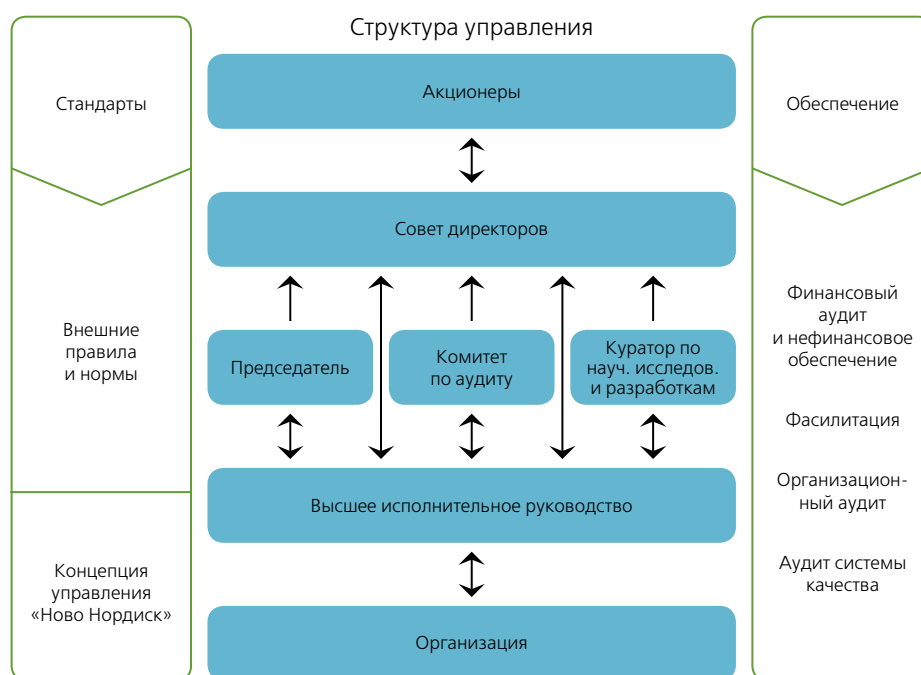 Структура управления
Стандарты
Внешние
правила
и нормы
Концепция
управления
«Ново Нордиск»
Акционеры
Совет директоров
Председатель
Комитет
по аудиту
Куратор по
науч. исследов.
и разработкам
Высшее исполнительное руководство
Организация
Обеспечение
Финансовый
аудит
и нефинансовое
обеспечение
Фасилитация
Организацион-
ный аудит
Аудит системы
качества